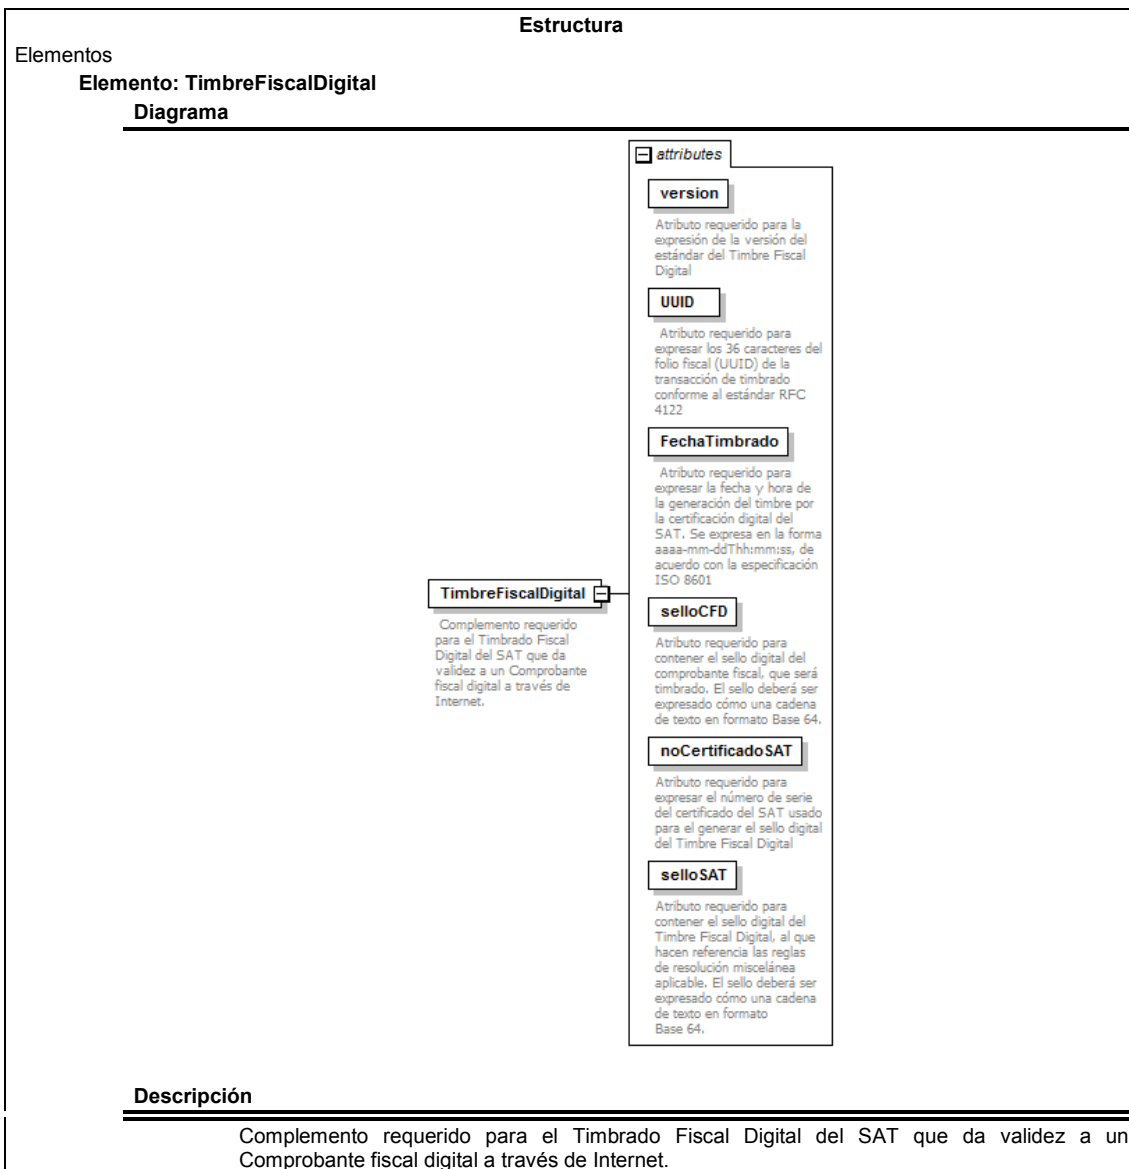 Estructura
Elementos
Elemento: TimbreFiscalDigital
Diagrama
attributes
version
Atributo requerido para la
expresión de la versión del
estándar del Timbre Fiscal
Digital
UUID
Atributo requerido para
expresar los 36 caracteres del
folio fiscal (UUID) de la
transacción de timbrado
conforme al estándar RFC
4122
FechaTimbrado
Atributo requerido para
expresar la fecha y hora de
la generación del timbre por
la certificación digital del
SAT. Se expresa en la forma
aaaa-mm-ddThh:mm:ss, de
acuerdo con la especificación
ISO 8601
TimbreFiscalDigital
Complemento requerido
para el Timbrado Fiscal
Digital del SAT que da
validez a un Comprobante
fiscal digital a través de
Internet.
selloCFD
Atributo requerido para
contener el sello digital del
comprobante fiscal, que será
timbrado. El sello deberá ser
expresado cómo una cadena
de texto en formato Base 64.
noCertificadoSAT
Atributo requerido para
expresar el número de serie
del certificado del SAT usado
para el generar el sello digital
del Timbre Fiscal Digital
selloSAT
Atributo requerido para
contener el sello digital del
Timbre Fiscal Digital, al que
hacen referencia las reglas
de resolución miscelánea
aplicable. El sello deberá ser
expresado cómo una cadena
de texto en formato
Base 64.
Descripción
Complemento requerido para el Timbrado Fiscal Digital del SAT que da validez a un
Comprobante fiscal digital a través de Internet.